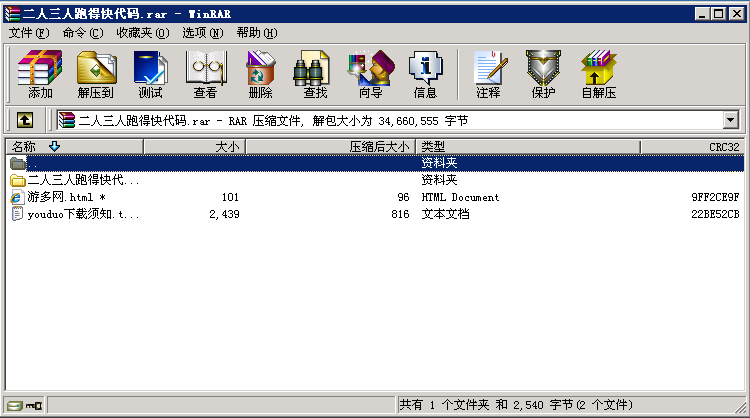 二人三人跑得快代码.rar - WinRAR
文件(F) 命令(C) 收藏夹(O) 选项(N) 帮助(H)
添加 解压到 测试 查看 删除 查找 向导 信息 注释 保护 自解压
二人三人跑得快代码.rar - RAR 压缩文件, 解包大小为 34,660,555 字节
名称 大小 压缩后大小 类型 CRC32
.. 资料夹
二人三人跑得快代... 资料夹
游多网.html * 101 96 HTML Document 9FF2CE9F
youduo下载须知.t... 2,439 816 文本文档 22BE52CB
共有 1 个文件夹 和 2,540 字节(2 个文件)